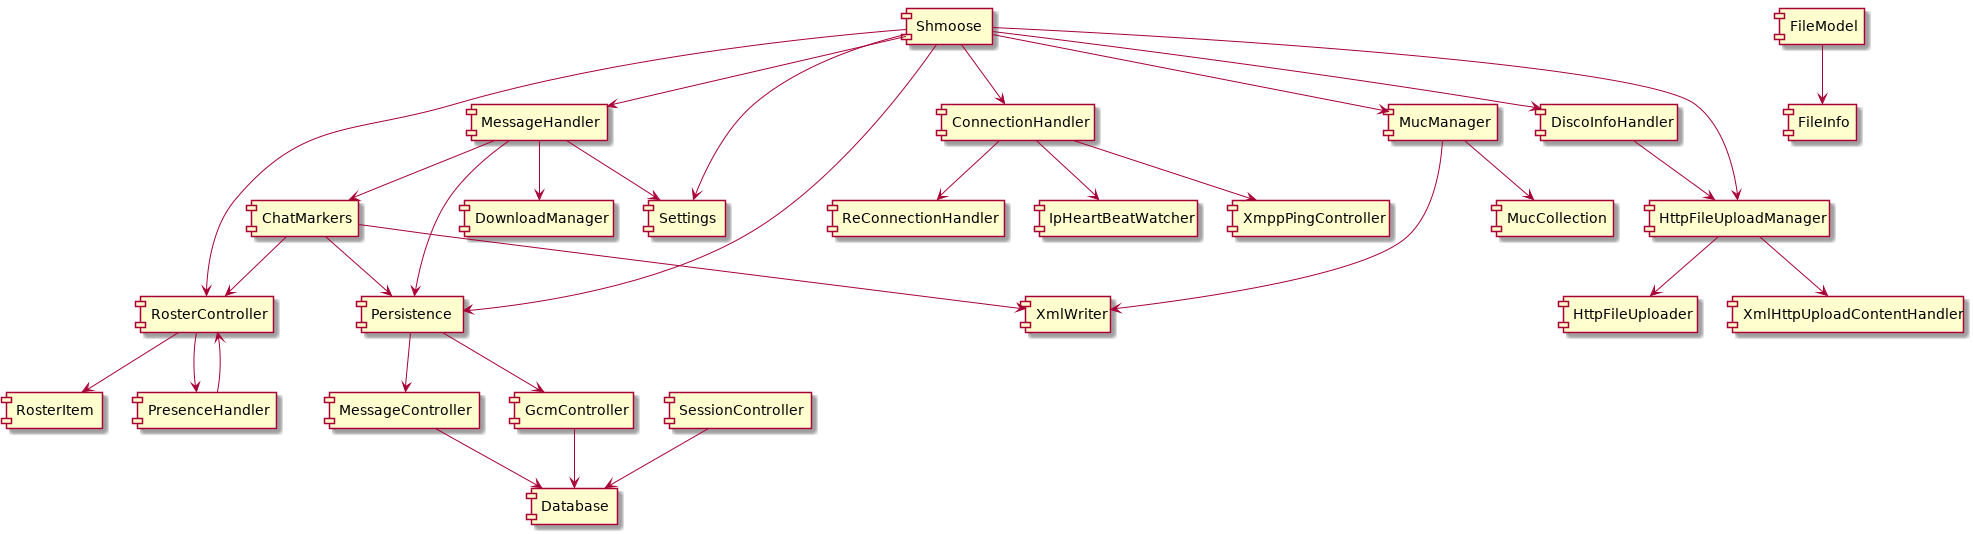 Shmoose
FileModel
MessageHandler
ConnectionHandler
MucManager
DiscoInfoHandler
FileInfo
ChatMarkers
DownloadManager
Settings
ReConnectionHandler
IpHeartBeatWatcher
XmppPingController
MucCollection
HttpFileUploadManager
RosterController
Persistence
XmlWriter
HttpFileUploader
XmlHttpUploadContentHandler
RosterItem
PresenceHandler
MessageController
GcmController
SessionController
Database